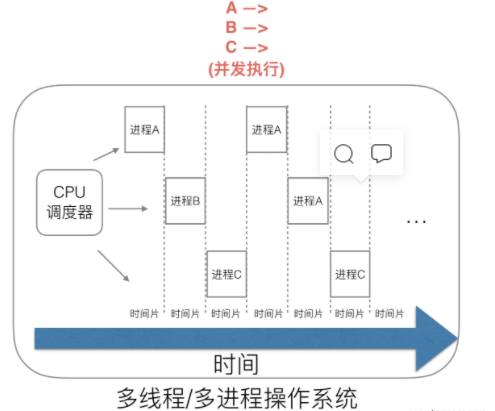 A —>
B —>
C —>
(并发执行)
进程A
进程A
CPU
调度器
进程B
进程A
...
进程C
进程C
时间片 时间片 时间片 时间片 时间片 时间片 时间片
时间
多线程/多进程操作系统